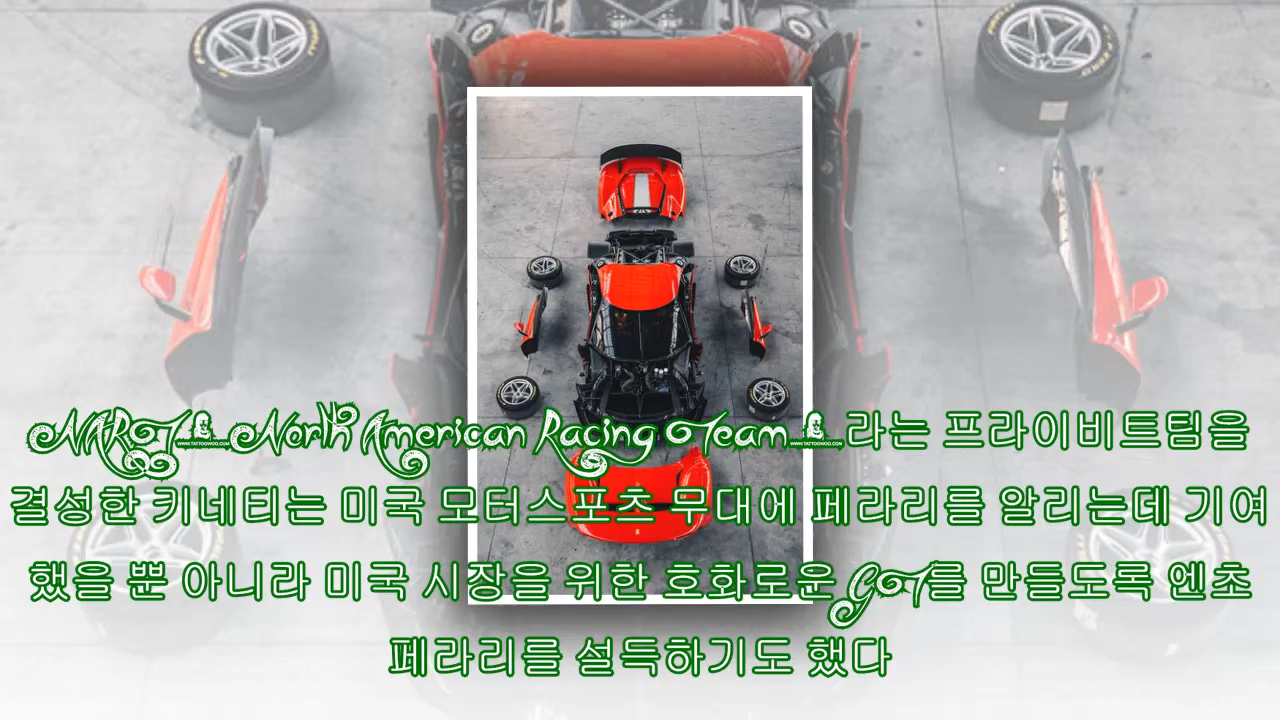 NART North American Racing Team 라는 프라이비트팀을
결성한 키네티는 미국 모터스포츠 무대에 페라리를 알리는데 기여
했을 뿐 아니라 미국 시장을 위한 호화로운 GT를 만들도록 엔초
페라리를 설득하기도 했다